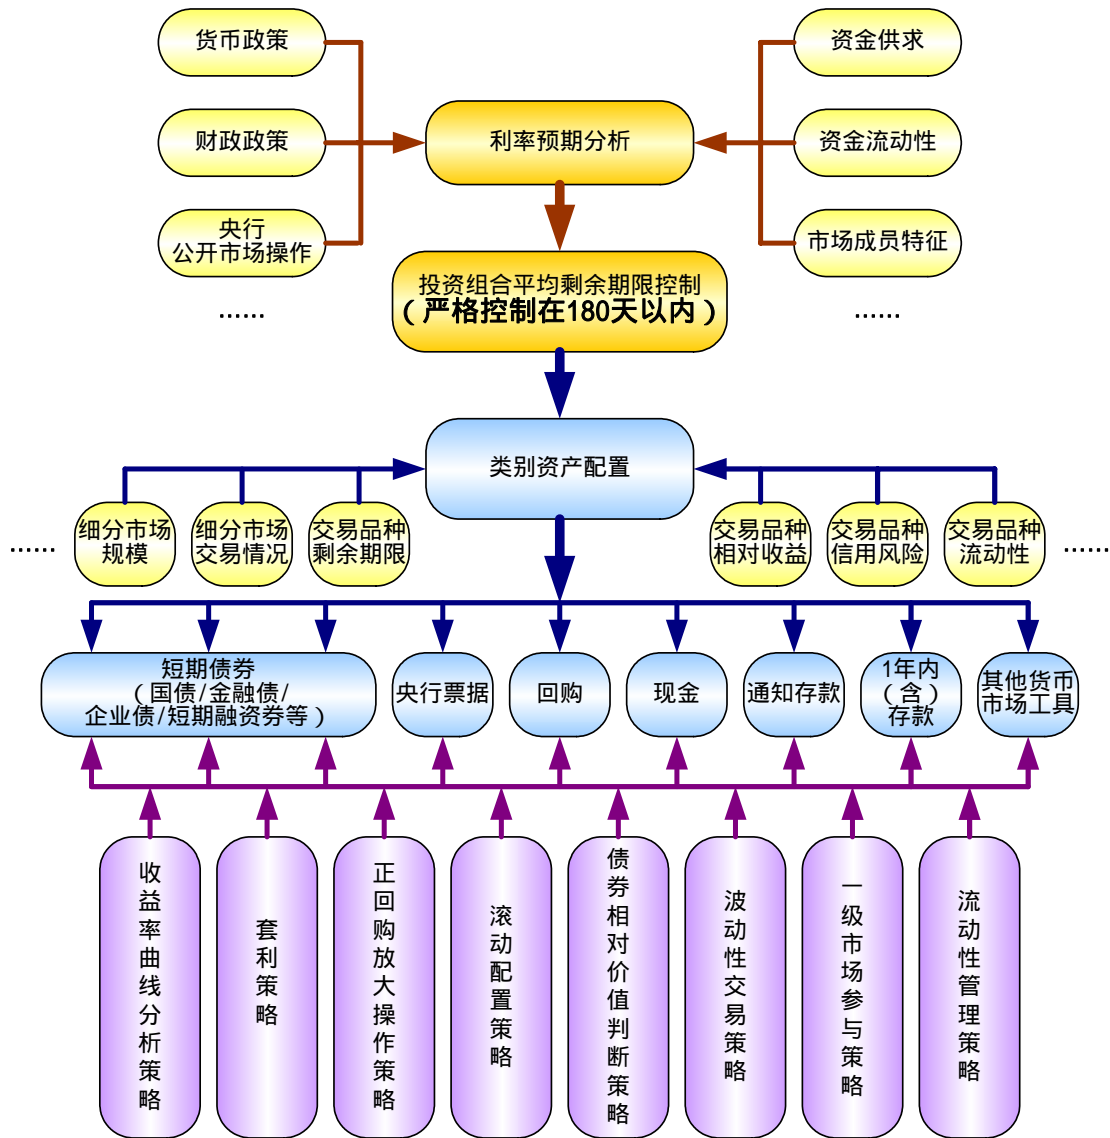 货币政策
资金供求
利率预期分析
财政政策
资金流动性
央行
公开市场操作
市场成员特征
投资组合平均剩余期限控制
（严格控制在180天以内）
……
……
类别资产配置
细分市场
规模
细分市场
交易情况
交易品种
剩余期限
交易品种
相对收益
交易品种
信用风险
交易品种
流动性
……
……
短期债券
（国债/金融债/
企业债/短期融资券等）
央行票据
回购
现金
通知存款
1年内
（含）
存款
其他货币
市场工具
收益率曲线分析策略
套利策略
正回购放大操作策略
滚动配置策略
债券相对价值判断策略
波动性交易策略
一级市场参与策略
流动性管理策略